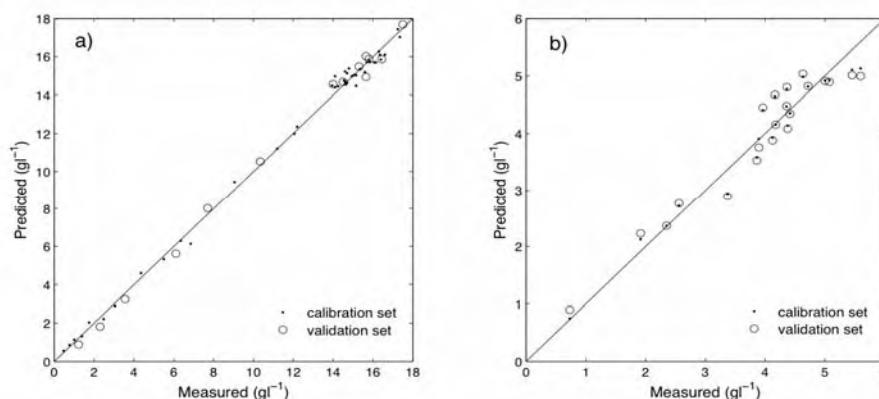 a)
Predicted (gl⁻¹)
18
16
14
12
10
8
6
4
2
0
0 2 4 6 8 10 12 14 16 18
Measured (gl⁻¹)
calibration set
validation set
b)
Predicted (gl⁻¹)
6
5
4
3
2
1
0
0 1 2 3 4 5
Measured (gl⁻¹)
calibration set
validation set